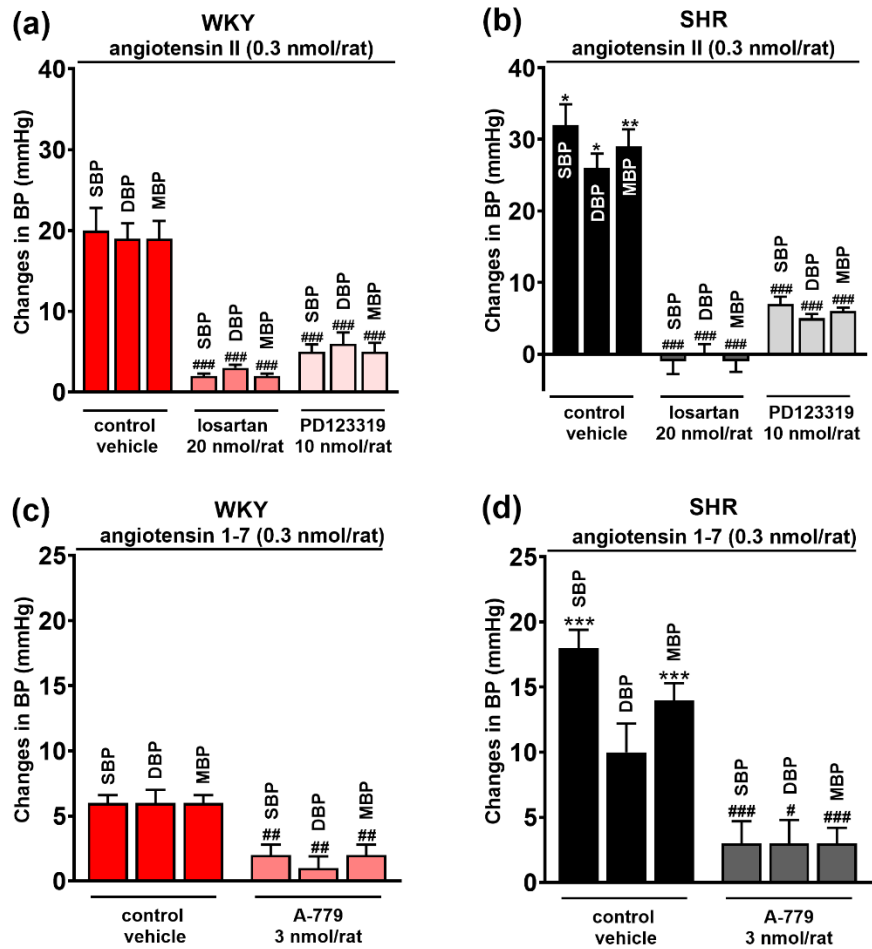 (a)
WKY
angiotensin II (0.3 nmol/rat)
Changes in BP (mmHg)
40
30
20
10
0
SBP
DBP
MBP
SBP
###
DBP
###
MBP
###
SBP
###
DBP
###
MBP
###
control
vehicle
losartan
20 nmol/rat
PD123319
10 nmol/rat
(b)
SHR
angiotensin II (0.3 nmol/rat)
Changes in BP (mmHg)
40
30
20
10
0
*
SBP
*
DBP
**
MBP
SBP
###
DBP
###
MBP
###
SBP
###
DBP
###
MBP
###
control
vehicle
losartan
20 nmol/rat
PD123319
10 nmol/rat
(c)
WKY
angiotensin 1-7 (0.3 nmol/rat)
Changes in BP (mmHg)
25
20
15
10
5
0
SBP
DBP
MBP
SBP
##
DBP
##
MBP
##
control
vehicle
A-779
3 nmol/rat
(d)
SHR
angiotensin 1-7 (0.3 nmol/rat)
Changes in BP (mmHg)
25
20
15
10
5
0
SBP
***
DBP
MBP
***
SBP
###
DBP
#
MBP
###
control
vehicle
A-779
3 nmol/rat